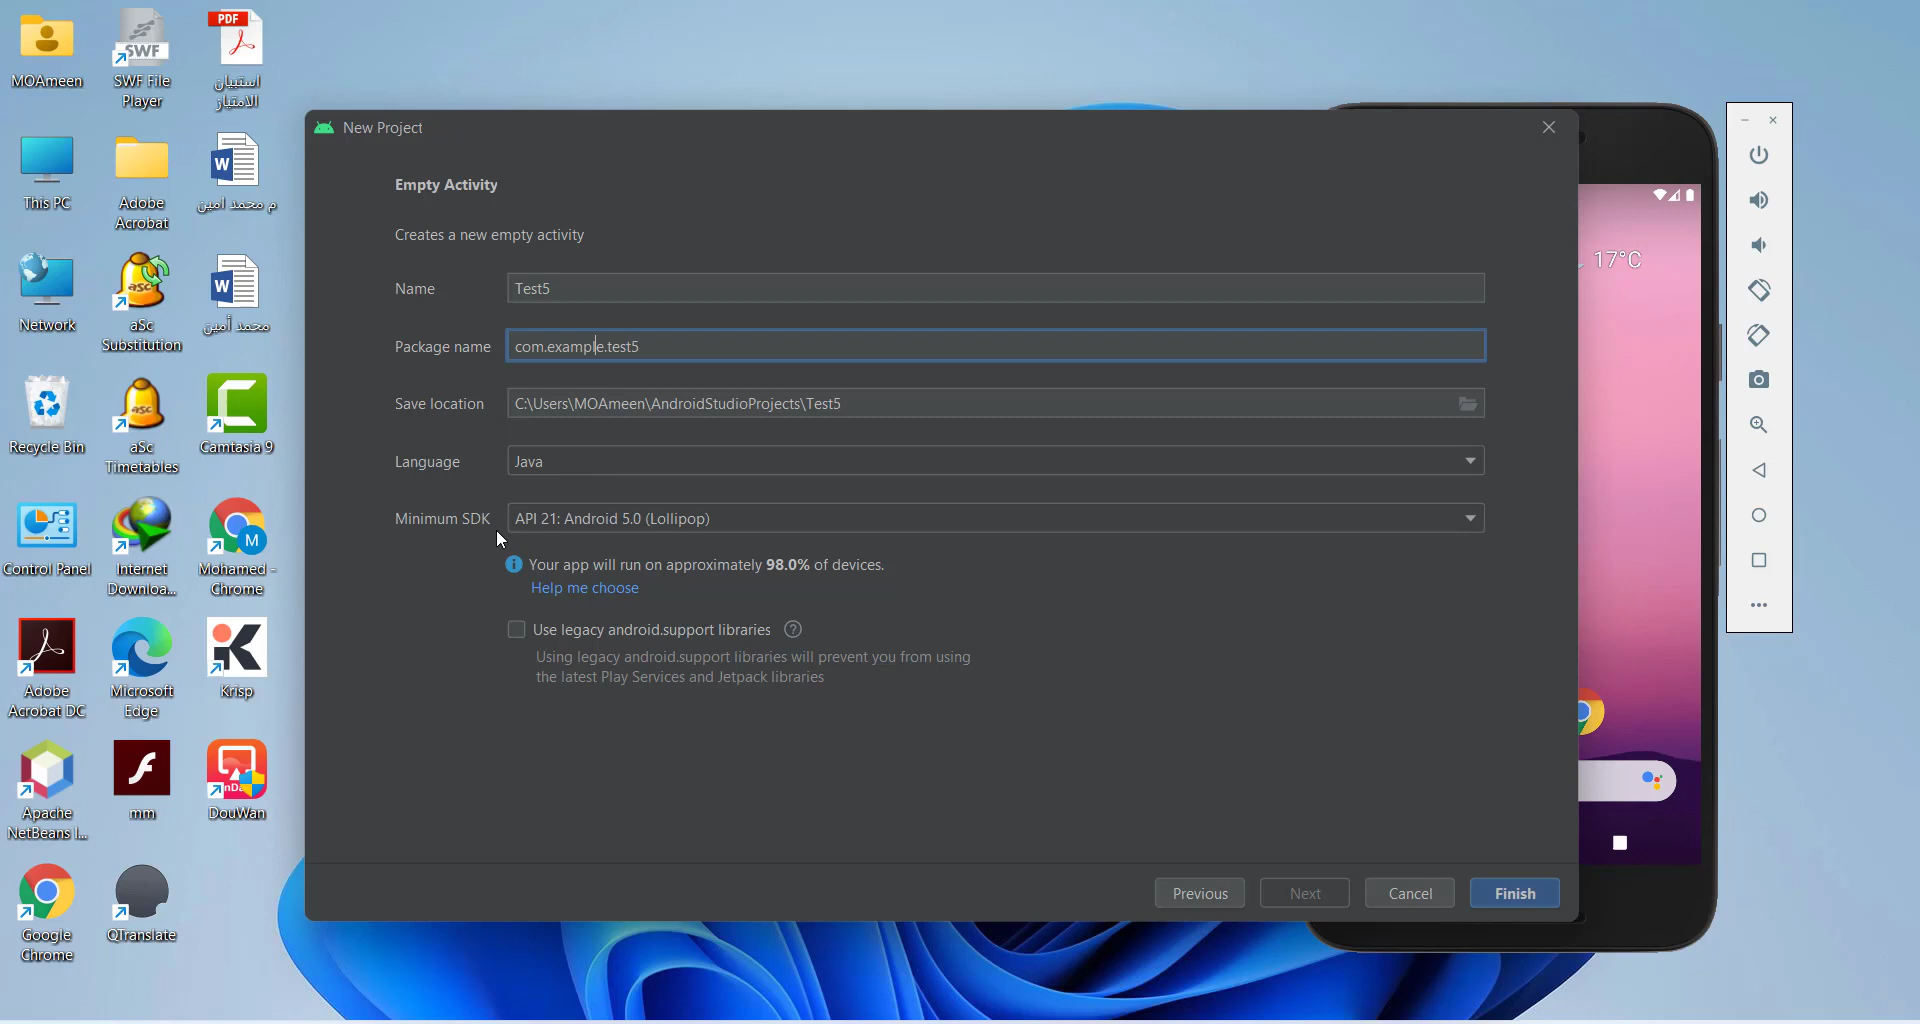 MOAmeen
SWF
SWF File
Player
PDF
استبيان
الامتياز
This PC
Adobe
Acrobat
W
م محمد امين
Network
asc
aSc
Substitution
W
محمد أمين
Recycle Bin
asc
aSc
Timetables
Camtasia 9
Control Panel
Internet
Downloa...
M
Mohamed -
Chrome
Adobe
Acrobat DC
Microsoft
Edge
Krisp
Apache
NetBeans I...
mm
DouWan
Google
Chrome
QTranslate
New Project
Empty Activity
Creates a new empty activity
Name
Test5
Package name
com.example.test5
Save location
C:\Users\MOAmeen\AndroidStudioProjects\Test5
Language
Java
Minimum SDK
API 21: Android 5.0 (Lollipop)
Your app will run on approximately 98.0% of devices.
Help me choose
Use legacy android.support libraries
Using legacy android.support libraries will prevent you from using
the latest Play Services and Jetpack libraries
Previous
Next
Cancel
Finish
17°C